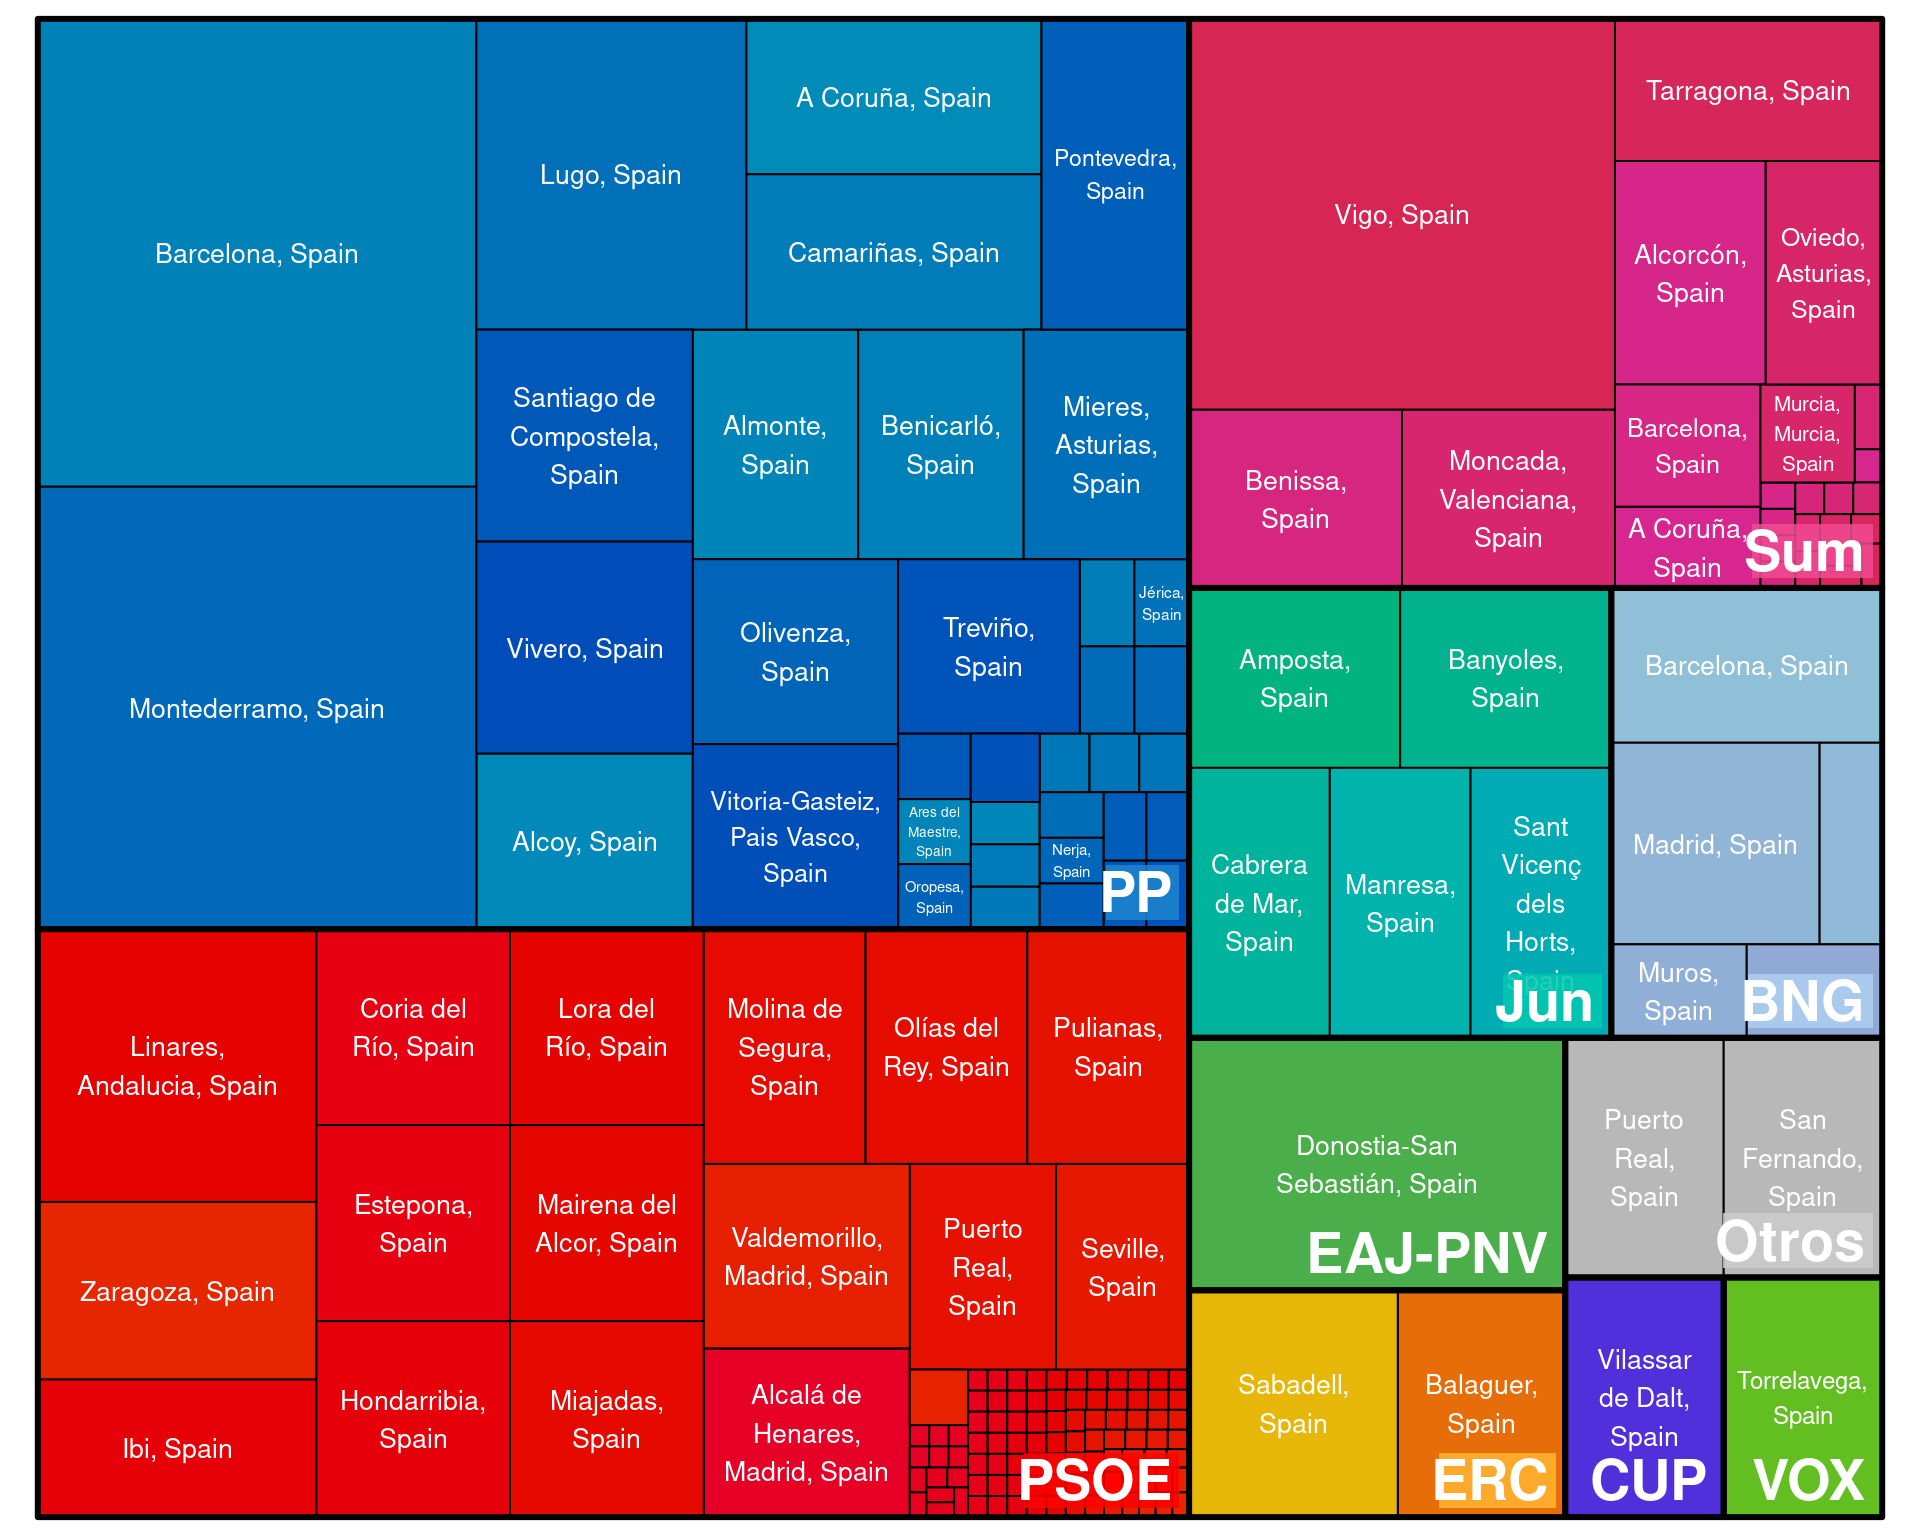 Barcelona, Spain
Montederramo, Spain
Lugo, Spain
A Coruña, Spain
Camariñas, Spain
Pontevedra,
Spain
Santiago de
Compostela,
Spain
Vivero, Spain
Alcoy, Spain
Almonte,
Spain
Benicarló,
Spain
Mieres,
Asturias,
Spain
Olivenza,
Spain
Vitoria-Gasteiz,
Pais Vasco,
Spain
Treviño,
Spain
Jérica,
Spain
Ares del
Maestre,
Spain
Oropesa,
Spain
Nerja,
Spain
PP
Vigo, Spain
Tarragona, Spain
Alcorcón,
Spain
Oviedo,
Asturias,
Spain
Benissa,
Spain
Moncada,
Valenciana,
Spain
Barcelona,
Spain
Murcia,
Murcia,
Spain
A Coruña,
Spain
Sum
Amposta,
Spain
Banyoles,
Spain
Cabrera
de Mar,
Spain
Manresa,
Spain
Sant
Vicenç
dels
Horts,
Spain
Jun
Barcelona, Spain
Madrid, Spain
Muros,
Spain
BNG
Linares,
Andalucia, Spain
Zaragoza, Spain
Ibi, Spain
Coria del
Río, Spain
Estepona,
Spain
Hondarribia,
Spain
Lora del
Río, Spain
Mairena del
Alcor, Spain
Miajadas,
Spain
Molina de
Segura,
Spain
Olías del
Rey, Spain
Pulianas,
Spain
Valdemorillo,
Madrid, Spain
Puerto
Real,
Spain
Seville,
Spain
Alcalá de
Henares,
Madrid, Spain
PSOE
Donostia-San
Sebastián, Spain
EAJ-PNV
Puerto
Real,
Spain
San
Fernando,
Spain
Otros
Sabadell,
Spain
Balaguer,
Spain
ERC
Vilassar
de Dalt,
Spain
CUP
Torrelavega,
Spain
VOX